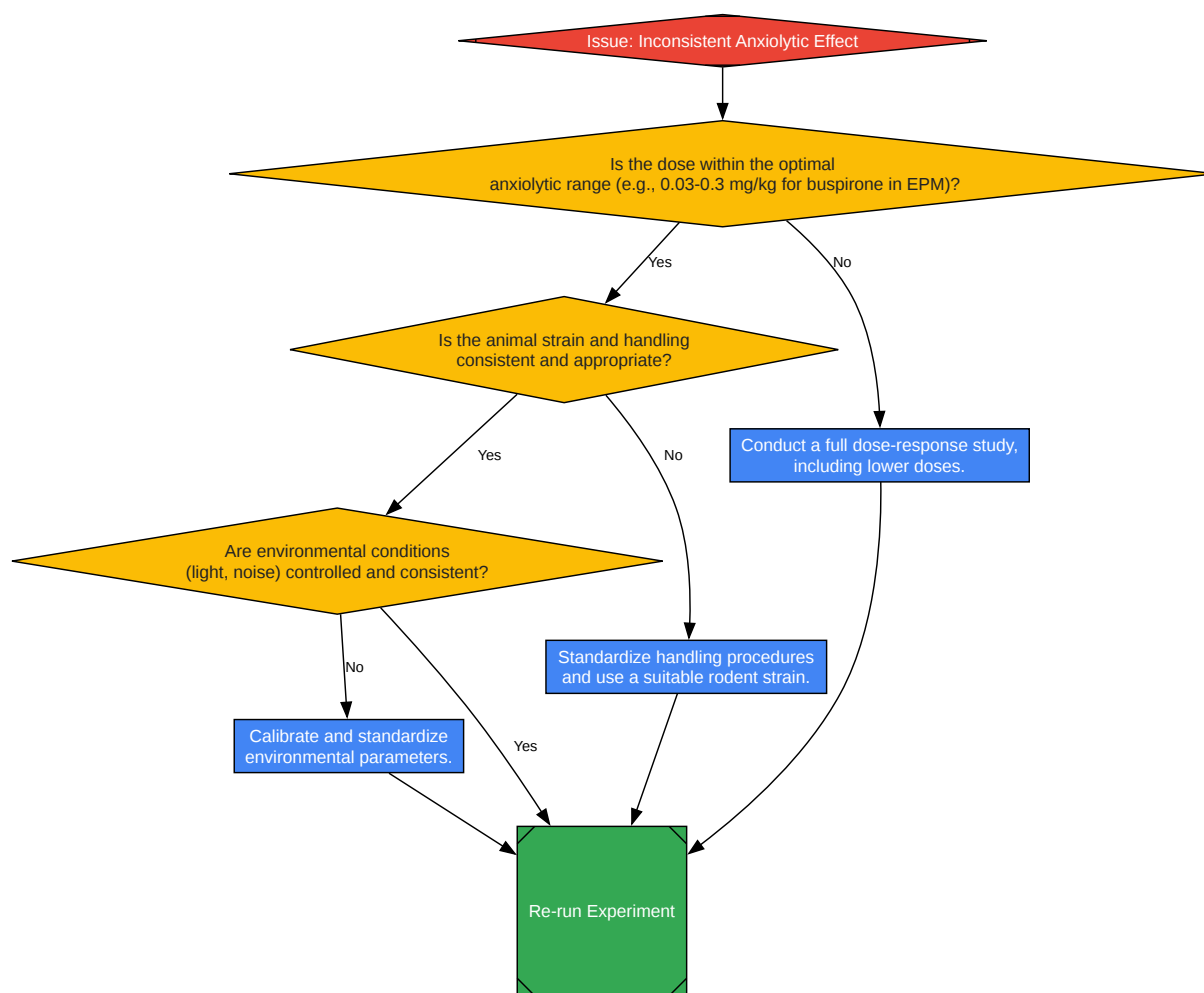 Issue: Inconsistent Anxiolytic Effect
Is the dose within the optimal
anxiolytic range (e.g., 0.03-0.3 mg/kg for buspirone in EPM)?
Yes
No
Is the animal strain and handling
consistent and appropriate?
Conduct a full dose-response study,
including lower doses.
Yes
No
Are environmental conditions
(light, noise) controlled and consistent?
Standardize handling procedures
and use a suitable rodent strain.
No
Calibrate and standardize
environmental parameters.
Yes
Re-run Experiment